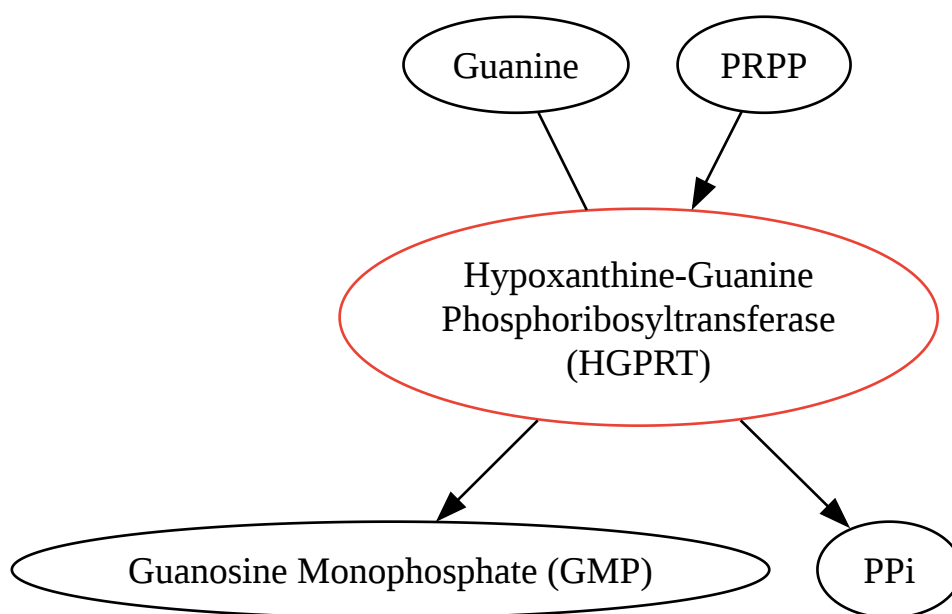 Guanine
PRPP
Hypoxanthine-Guanine
Phosphoribosyltransferase
(HGPRT)
Guanosine Monophosphate (GMP)
PPi